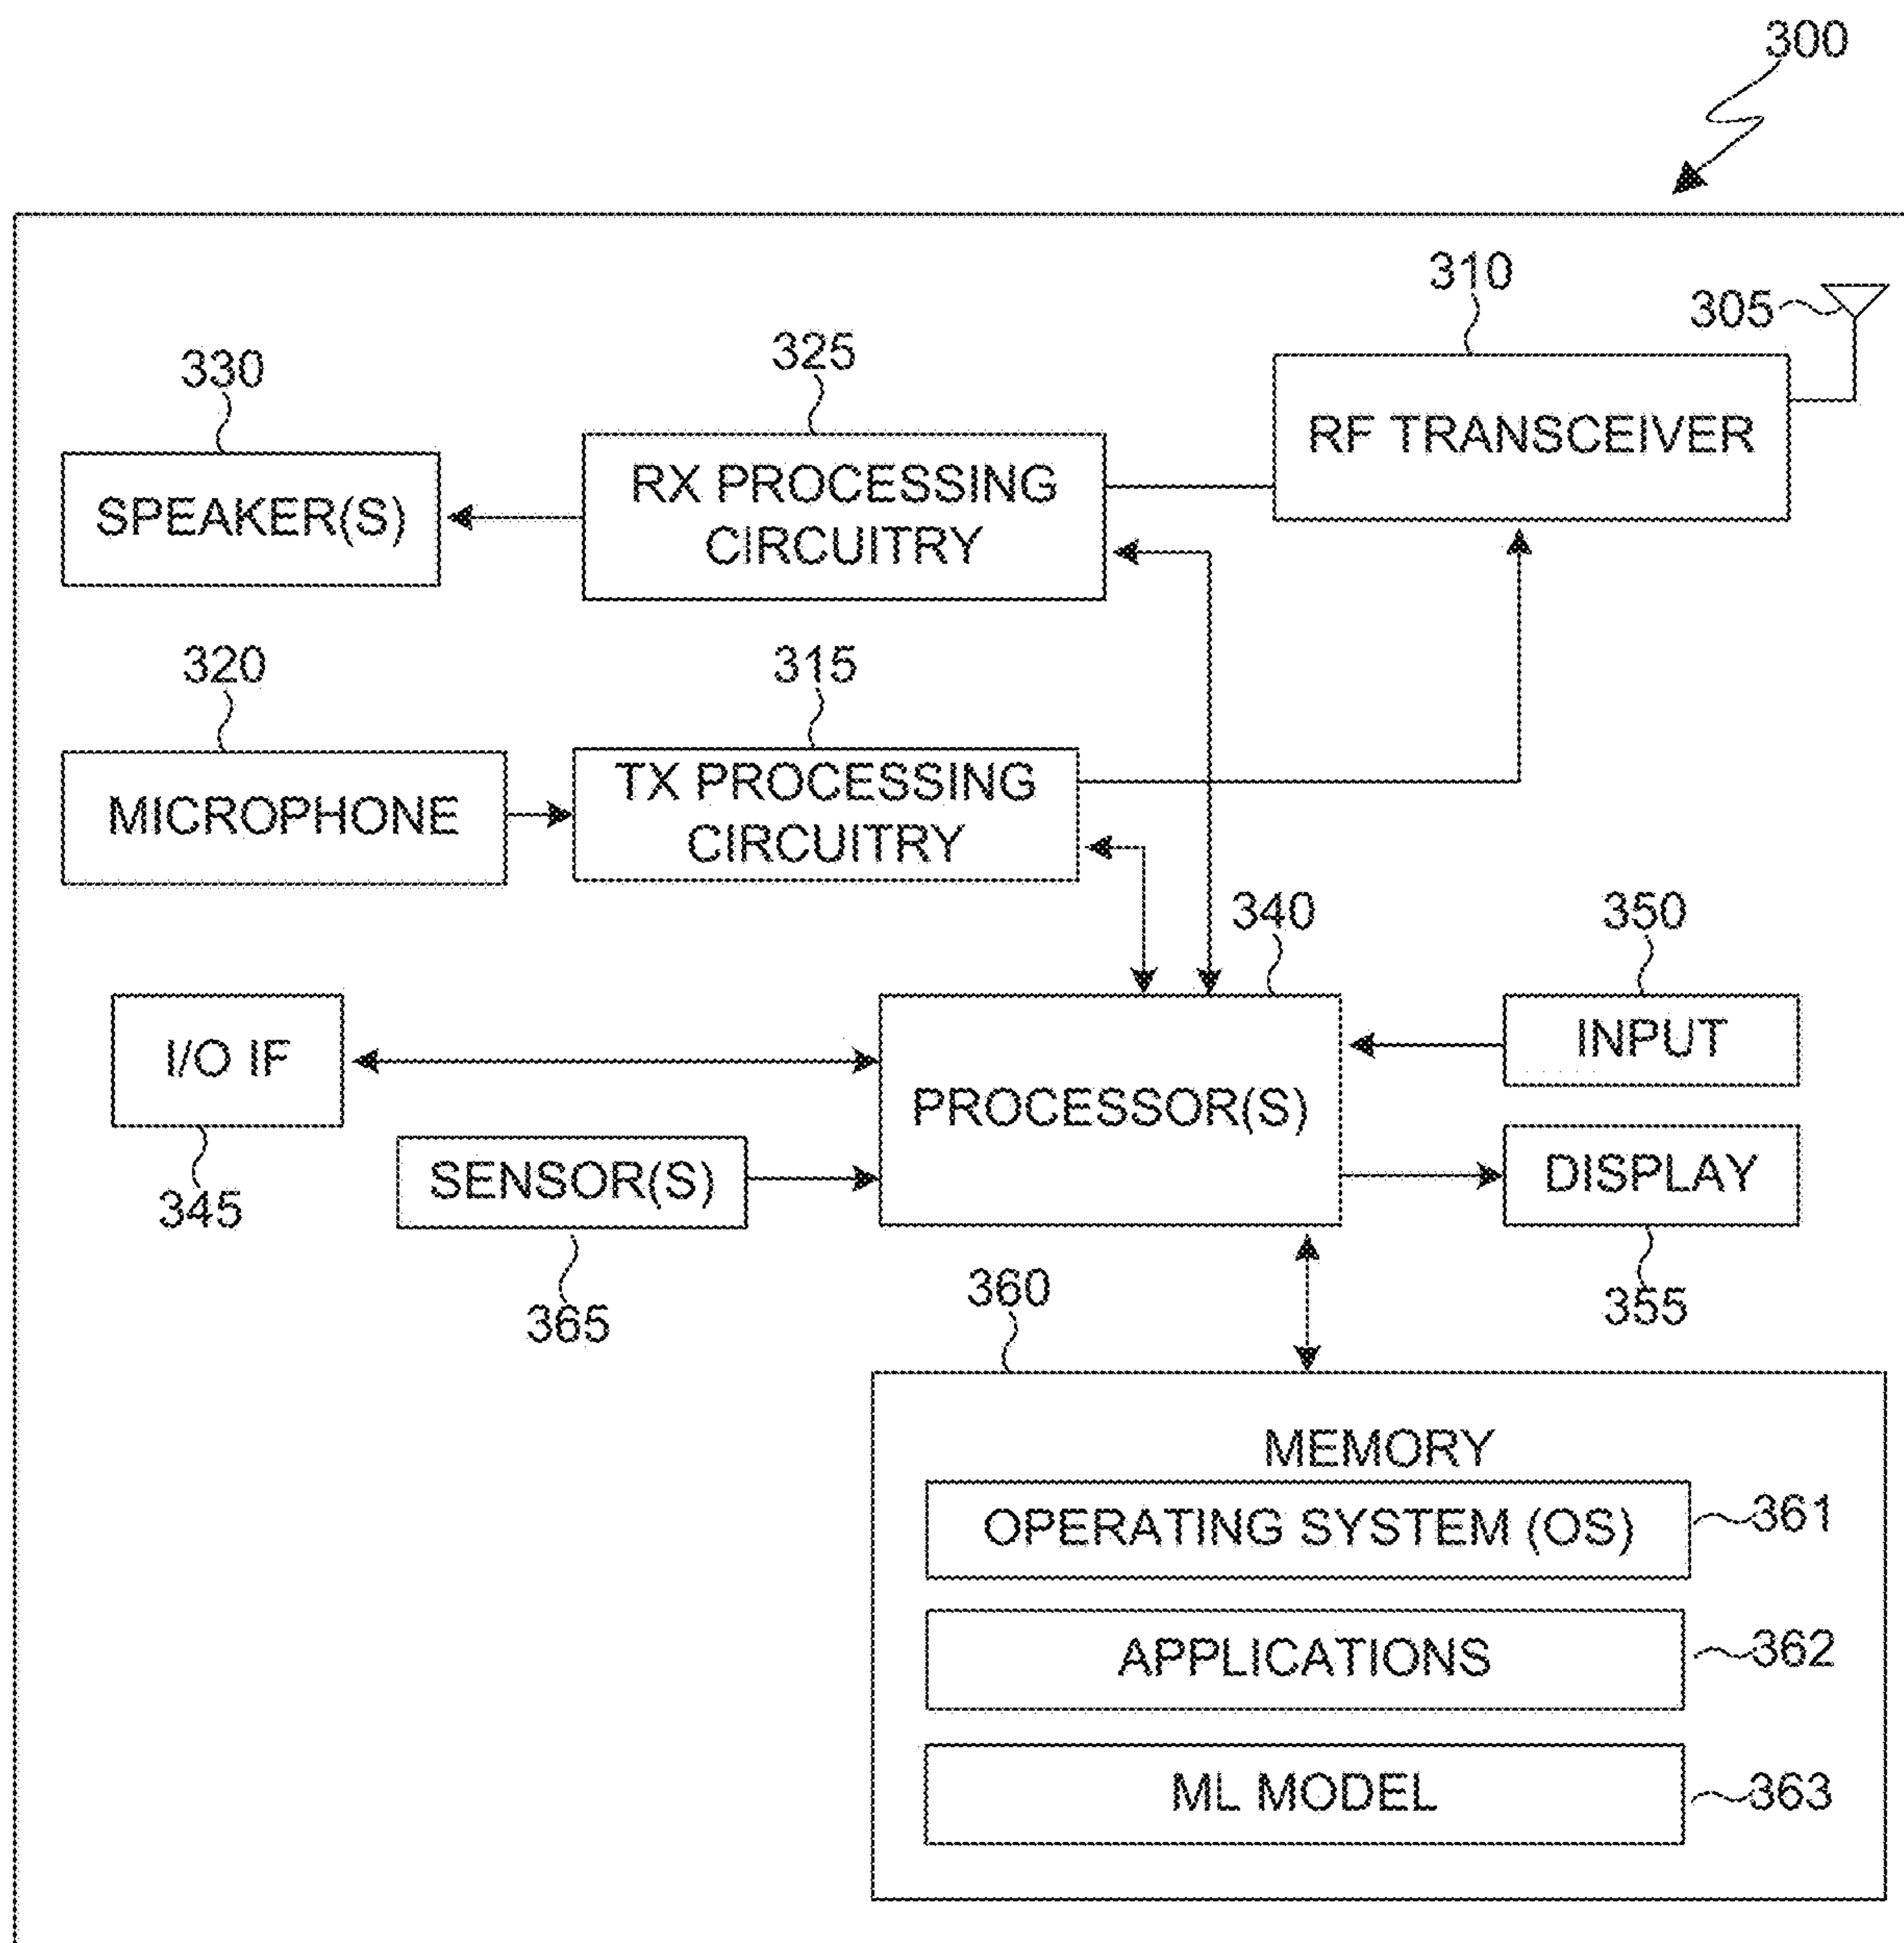 300
310
305
325
330
RF TRANSCEIVER
RX PROCESSING
CIRCUITRY
SPEAKER(S)
320
315
TX PROCESSING
CIRCUITRY
MICROPHONE
340
350
I/O IF
INPUT
PROCESSOR(S)
SENSOR(S)
DISPLAY
345
365
360
355
MEMORY
OPERATING SYSTEM (OS)
361
APPLICATIONS
362
ML MODEL
363